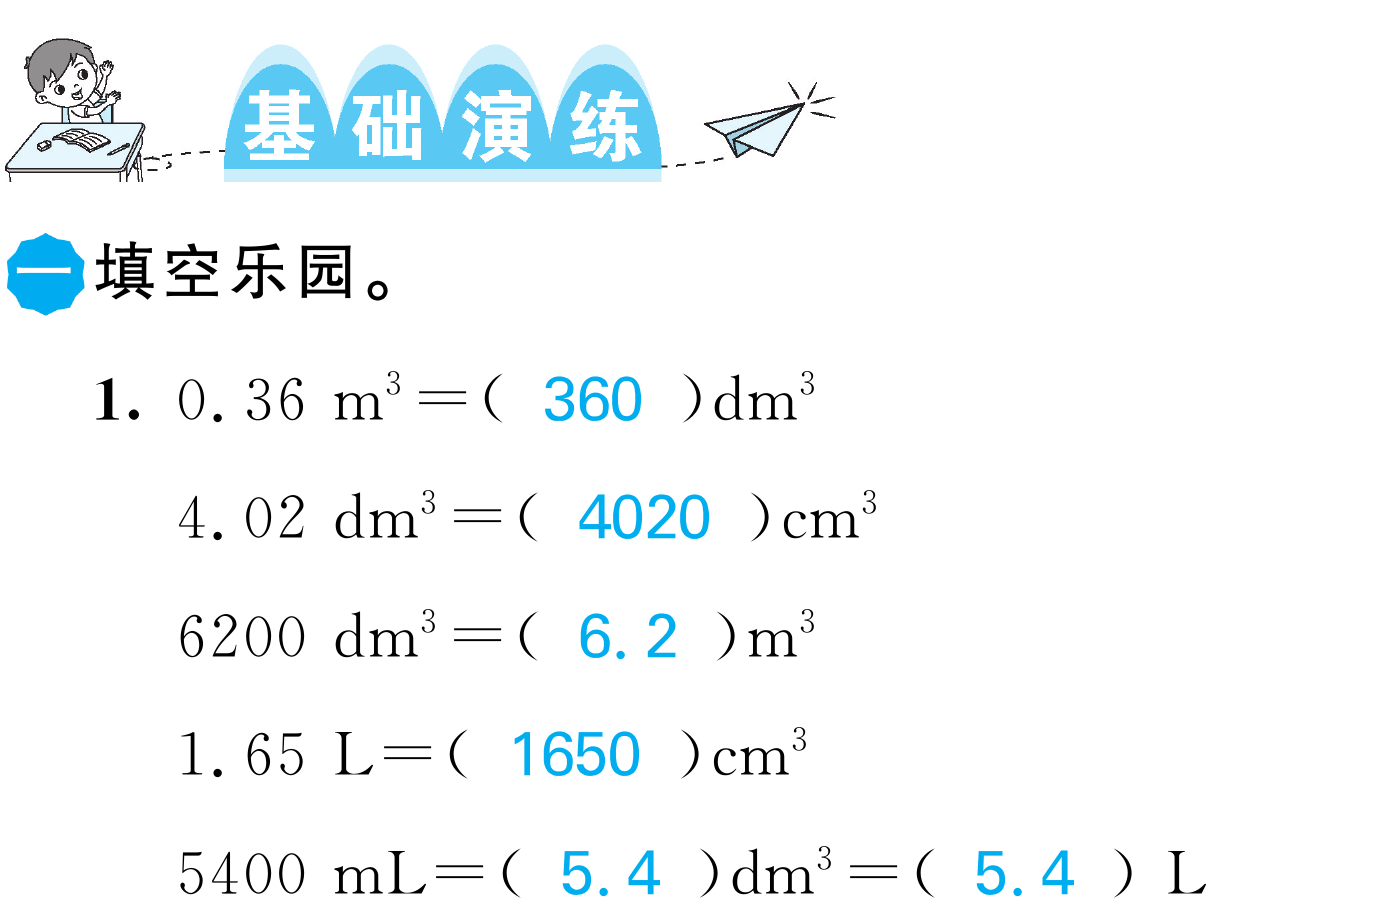 基础演练
一 填空乐园。
1. 0.36 m³=( 360 )dm³
4.02 dm³=( 4020 )cm³
6200 dm³=( 6.2 )m³
1.65 L=( 1650 )cm³
5400 mL=( 5.4 )dm³=( 5.4 ) L